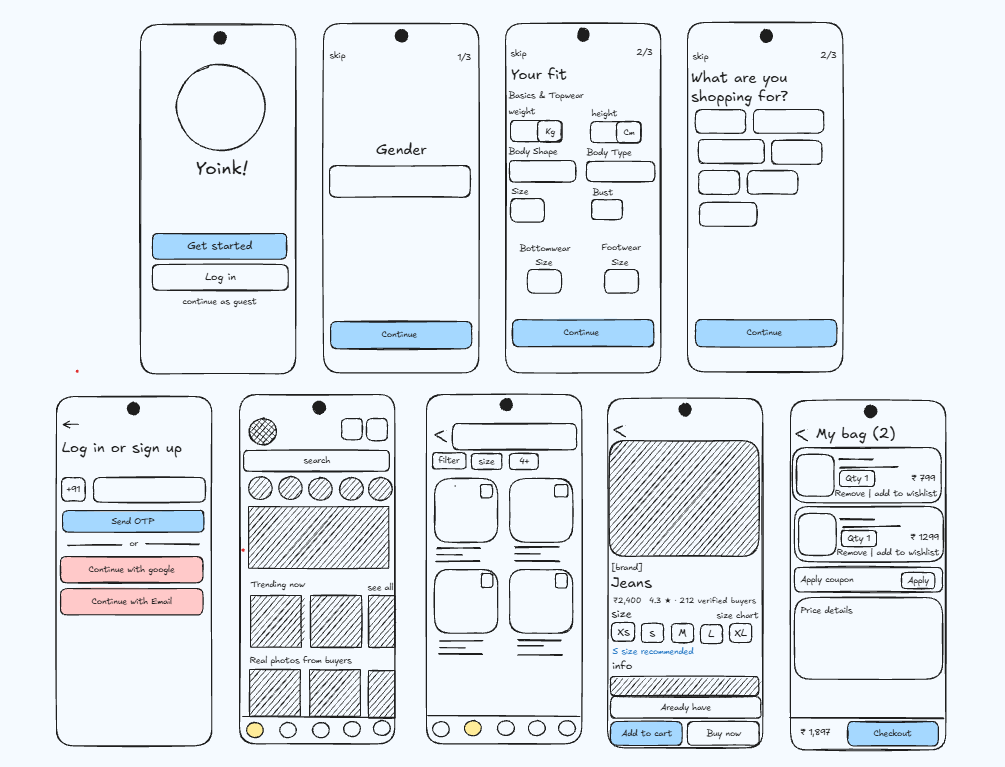 Yoink!
Get started
Log in
continue as guest
skip 1/3
Gender
Continue
skip 2/3
Your fit
Basics & Topwear
weight height
Kg Cm
Body Shape Body Type
Size Bust
Bottomwear Footwear
Size Size
Continue
skip 2/3
What are you
shopping for?
Continue
Log in or sign up
+91
Send OTP
or
Continue with google
Continue with Email
search
Trending now see all
Real photos from buyers
filter size 4+
[brand]
Jeans
₹2,400 4.3 ★ · 212 verified buyers
size size chart
XS S M L XL
S size recommended
info
Aready have
Add to cart Buy now
My bag (2)
Qty 1 ₹ 799
Remove | add to wishlist
Qty 1 ₹ 1299
Remove | add to wishlist
Apply coupon Apply
Price details
₹ 1,897 Checkout